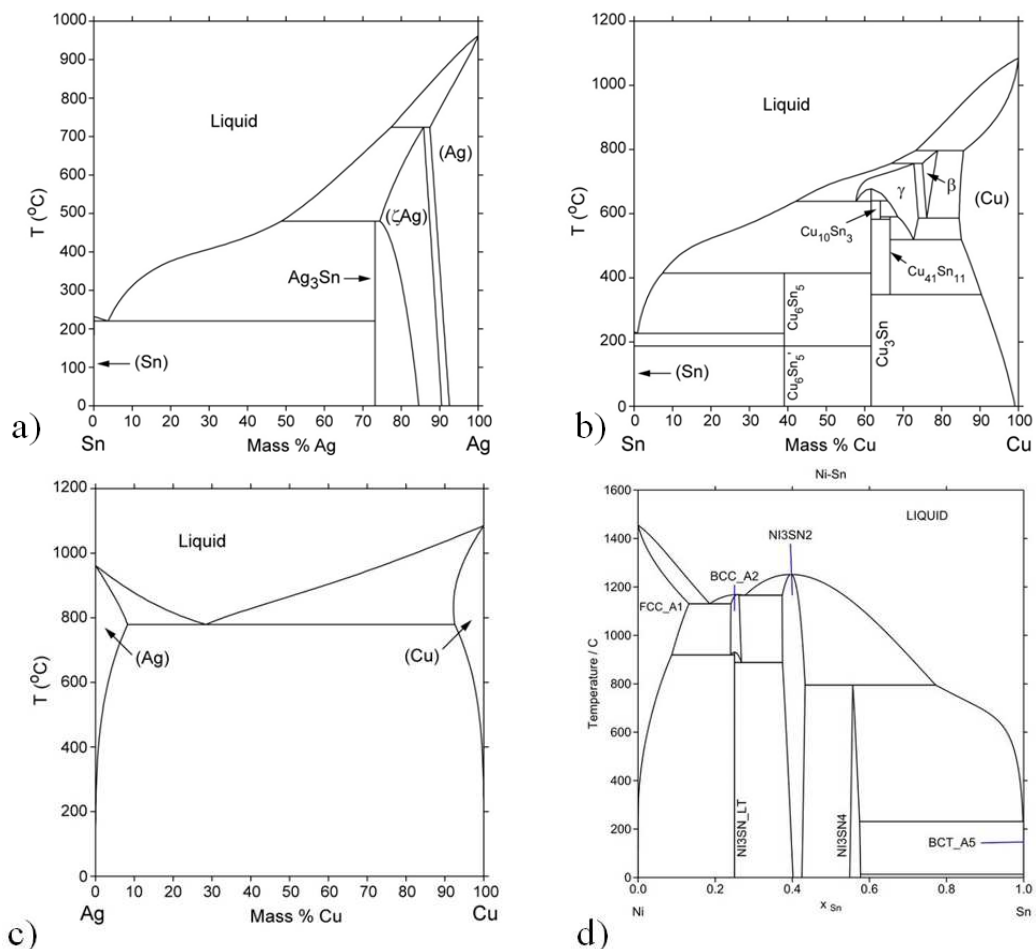 a)
1000
900
800
700
600
500
400
300
200
100
0
T (°C)
Liquid
(Ag)
(ζAg)
Ag3Sn
(Sn)
0 10 20 30 40 50 60 70 80 90 100
Sn Mass % Ag Ag
b)
1200
1000
800
600
400
200
0
T (°C)
Liquid
β
γ
(Cu)
Cu10Sn3
Cu41Sn11
Cu6Sn5
Cu3Sn
Cu6Sn5'
(Sn)
0 10 20 30 40 50 60 70 80 90 100
Sn Mass % Cu Cu
c)
1200
1000
800
600
400
200
0
T (°C)
Liquid
(Ag)
(Cu)
0 10 20 30 40 50 60 70 80 90 100
Ag Mass % Cu Cu
d)
Ni-Sn
1600
1400
1200
1000
800
600
400
200
0
Temperature / C
LIQUID
NI3SN2
BCC_A2
FCC_A1
NI3SN_LT
NI3SN4
BCT_A5
0 0.2 0.4 0.6 0.8 1.0
Ni x Sn Sn